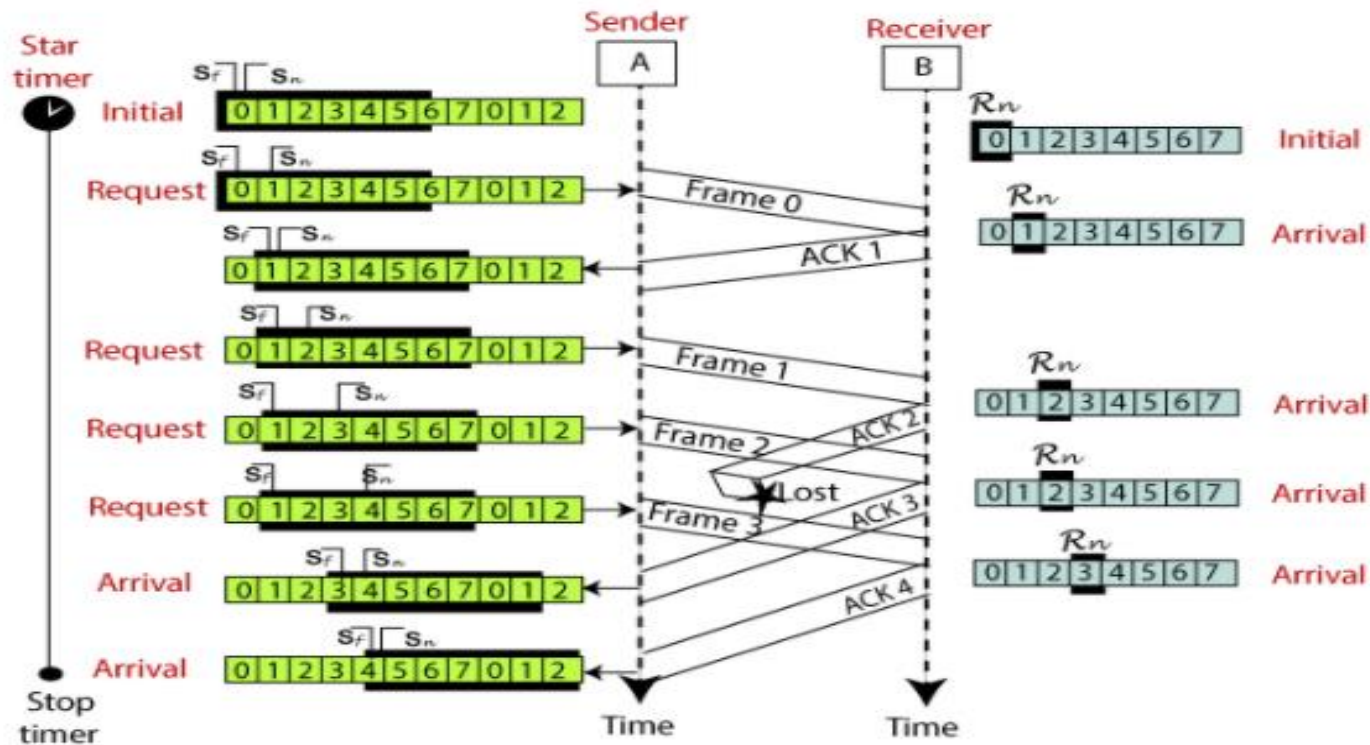 Sender
Receiver
Star
timer
A
B
Sf Sn
Initial
0 1 2 3 4 5 6 7 0 1 2
Rn
0 1 2 3 4 5 6 7
Initial
Sf Sn
Request
0 1 2 3 4 5 6 7 0 1 2
Frame 0
Rn
0 1 2 3 4 5 6 7
Arrival
Sf Sn
0 1 2 3 4 5 6 7 0 1 2
ACK 1
Sf Sn
Request
0 1 2 3 4 5 6 7 0 1 2
Frame 1
Rn
0 1 2 3 4 5 6 7
Arrival
Sf Sn
Request
0 1 2 3 4 5 6 7 0 1 2
Frame 2
ACK 2
Lost
Rn
0 1 2 3 4 5 6 7
Arrival
Sf Sn
Request
0 1 2 3 4 5 6 7 0 1 2
Frame 3
ACK 3
Rn
0 1 2 3 4 5 6 7
Arrival
Sf Sn
Arrival
0 1 2 3 4 5 6 7 0 1 2
ACK 4
Sf Sn
Arrival
0 1 2 3 4 5 6 7 0 1 2
Stop
timer
Time
Time